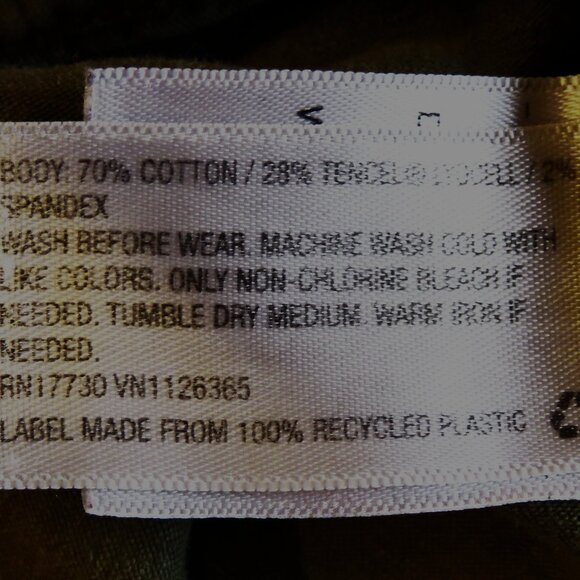 BODY: 70% COTTON / 28% TENCEL® LYOCELL / 2%
SPANDEX
WASH BEFORE WEAR. MACHINE WASH COLD WITH
LIKE COLORS. ONLY NON-CHLORINE BLEACH IF
NEEDED. TUMBLE DRY MEDIUM. WARM IRON IF
NEEDED.
RN17730 VN1126365
LABEL MADE FROM 100% RECYCLED PLASTIC